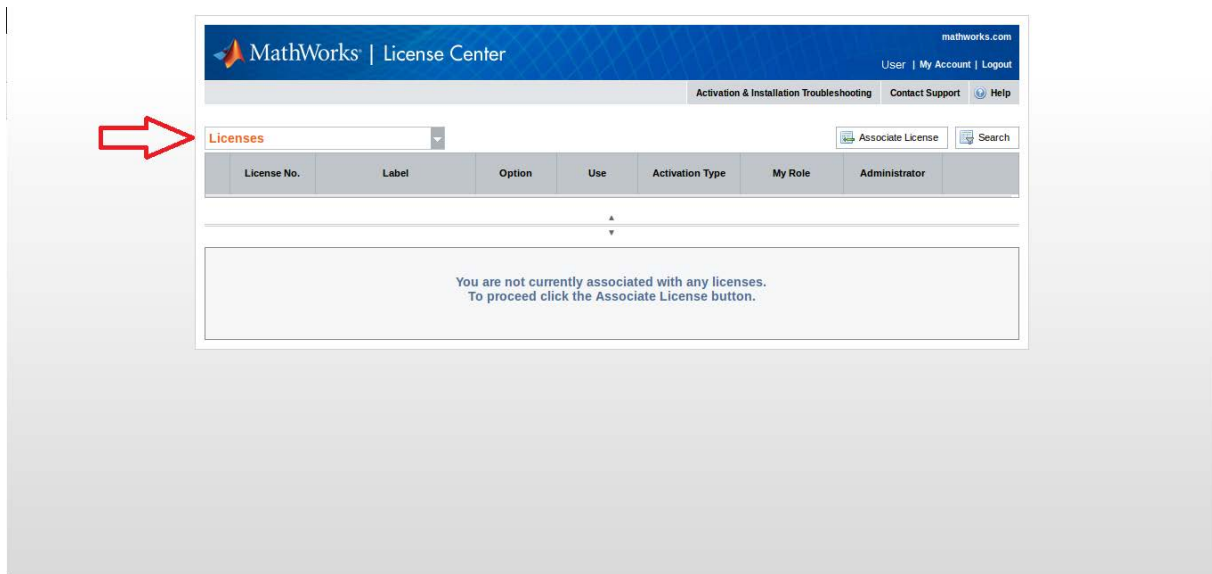 mathworks.com
MathWorks® | License Center
User | My Account | Logout
Activation & Installation Troubleshooting Contact Support Help
Licenses Associate License Search
License No. Label Option Use Activation Type My Role Administrator
You are not currently associated with any licenses.
To proceed click the Associate License button.